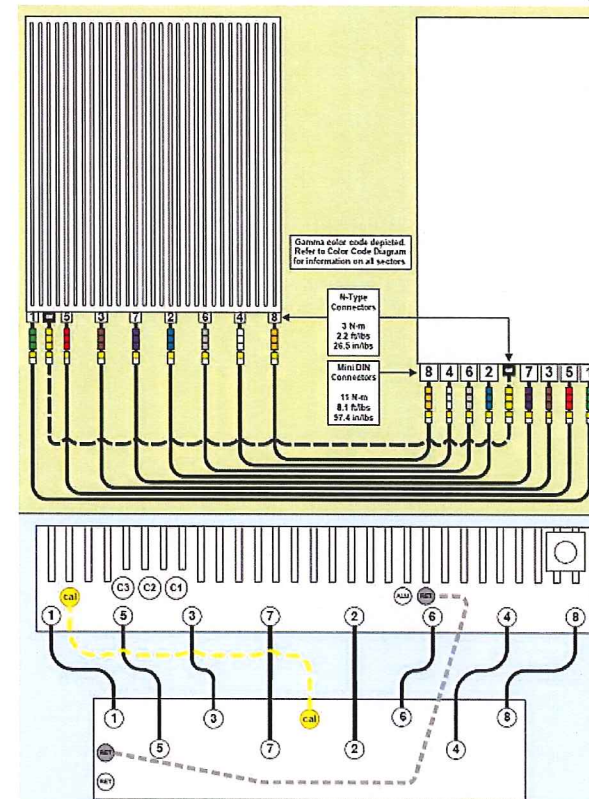 Gamma color code depicted.
Refer to Color Code Diagram
for information on all sectors
N-Type
Connectors
3 N-m
2.2 ft/lbs
26.5 in/lbs
1 5 3 7 2 6 4 8
Mini DIN
Connectors
11 N-m
8.1 ft/lbs
97.4 in/lbs
8 4 6 2 7 3 5 1
C3 C2 C1
cal ALU RET
1 5 3 7 2 6 4 8
1 3 cal 6 8
5 7 2 4
RET
RET